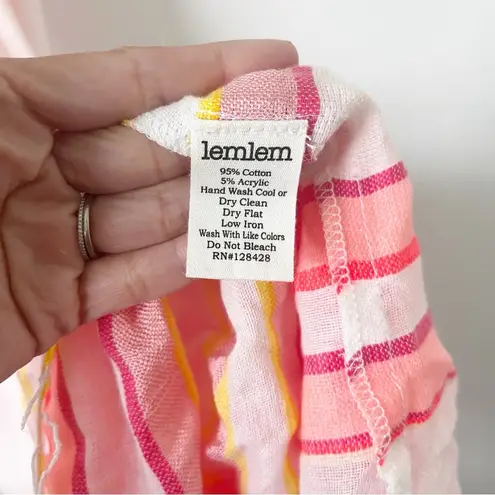 lemlem
95% Cotton
5% Acrylic
Hand Wash Cool or
Dry Clean
Dry Flat
Low Iron
Wash With Like Colors
Do Not Bleach
RN#128428